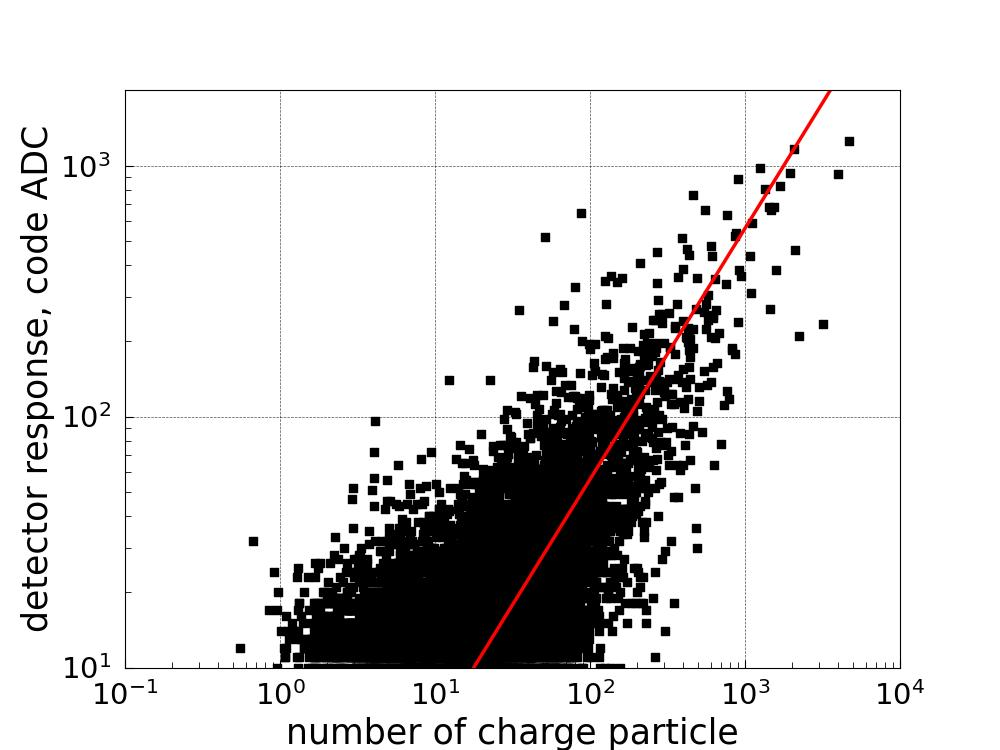 detector response, code ADC
10³
10²
10¹
10⁻¹ 10⁰ 10¹ 10² 10³ 10⁴
number of charge particle